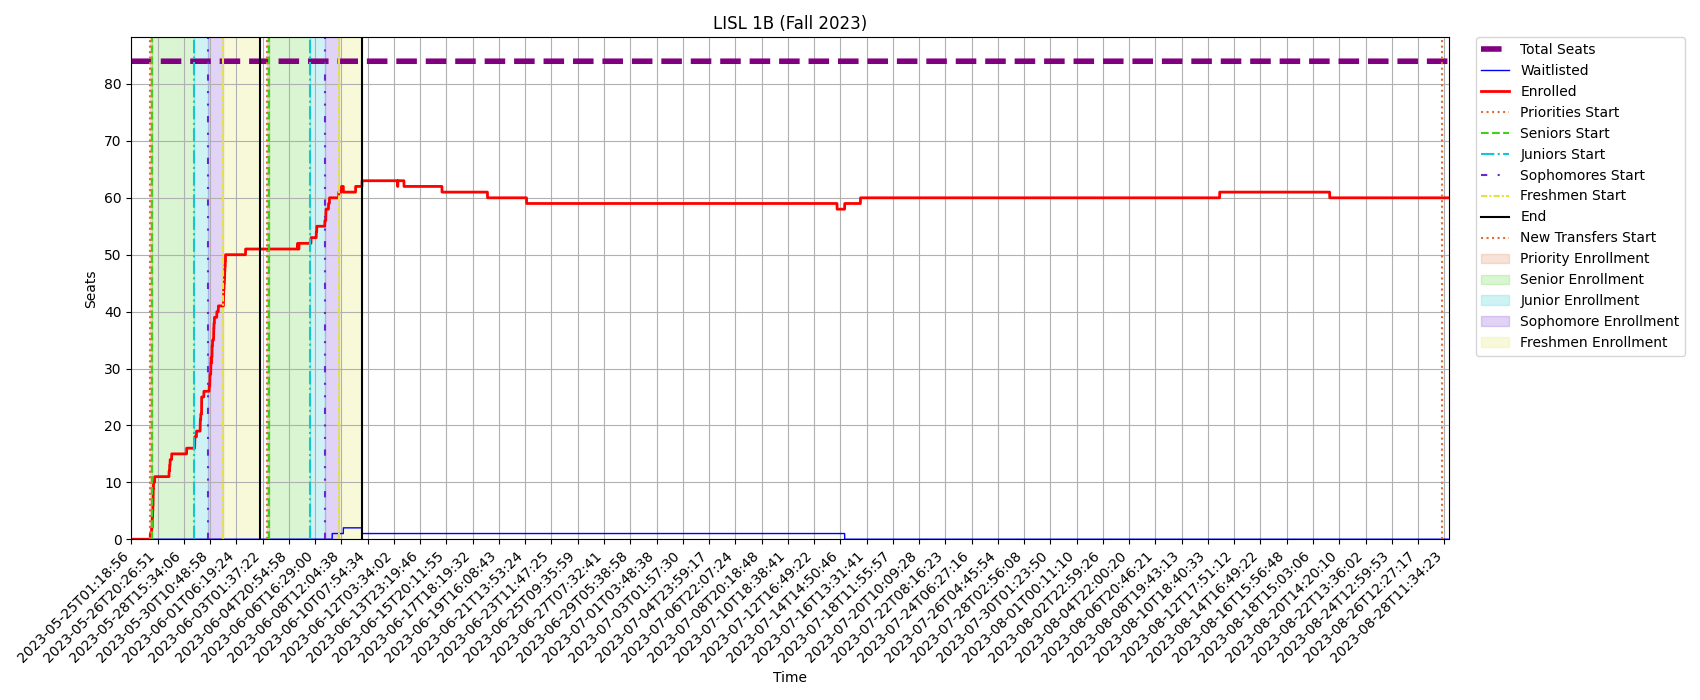 LISL 1B (Fall 2023)
Seats
80
70
60
50
40
30
20
10
0
2023-05-25T01:18:56
2023-05-26T20:26:51
2023-05-28T15:34:06
2023-05-30T10:48:58
2023-06-01T06:19:24
2023-06-03T01:37:22
2023-06-04T20:54:58
2023-06-06T16:29:00
2023-06-08T12:04:38
2023-06-10T07:54:34
2023-06-12T03:34:02
2023-06-13T23:19:46
2023-06-15T20:11:55
2023-06-17T18:19:32
2023-06-19T16:08:43
2023-06-21T13:53:24
2023-06-23T11:47:25
2023-06-25T09:35:59
2023-06-27T07:32:41
2023-06-29T05:38:58
2023-07-01T03:48:38
2023-07-03T01:57:30
2023-07-04T23:59:17
2023-07-06T22:07:24
2023-07-08T20:18:48
2023-07-10T18:38:41
2023-07-12T16:49:22
2023-07-14T14:50:46
2023-07-16T13:31:41
2023-07-18T11:55:57
2023-07-20T10:09:28
2023-07-22T08:16:23
2023-07-24T06:27:16
2023-07-26T04:45:54
2023-07-28T02:56:08
2023-07-30T01:23:50
2023-08-01T00:11:10
2023-08-02T22:59:26
2023-08-04T22:00:20
2023-08-06T20:46:21
2023-08-08T19:43:13
2023-08-10T18:40:33
2023-08-12T17:51:12
2023-08-14T16:49:22
2023-08-16T15:56:48
2023-08-18T15:03:06
2023-08-20T14:20:10
2023-08-22T13:36:02
2023-08-24T12:59:53
2023-08-26T12:27:17
2023-08-28T11:34:23
Time
Total Seats
Waitlisted
Enrolled
Priorities Start
Seniors Start
Juniors Start
Sophomores Start
Freshmen Start
End
New Transfers Start
Priority Enrollment
Senior Enrollment
Junior Enrollment
Sophomore Enrollment
Freshmen Enrollment